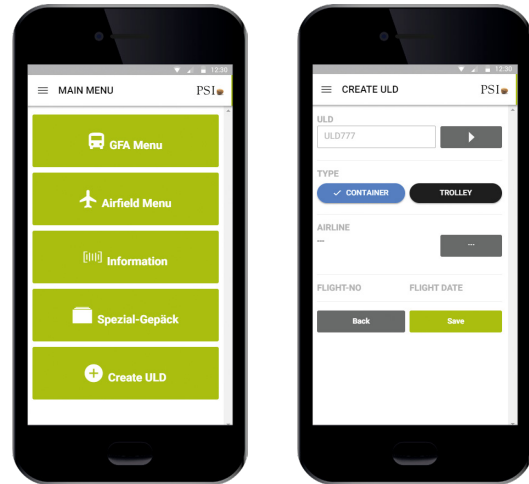 12:30
MAIN MENU
PSI
GFA Menu
Airfield Menu
Information
Spezial-Gepäck
Create ULD
12:30
CREATE ULD
PSI
ULD
ULD777
TYPE
CONTAINER
TROLLEY
AIRLINE
---
...
FLIGHT-NO FLIGHT DATE
Back Save